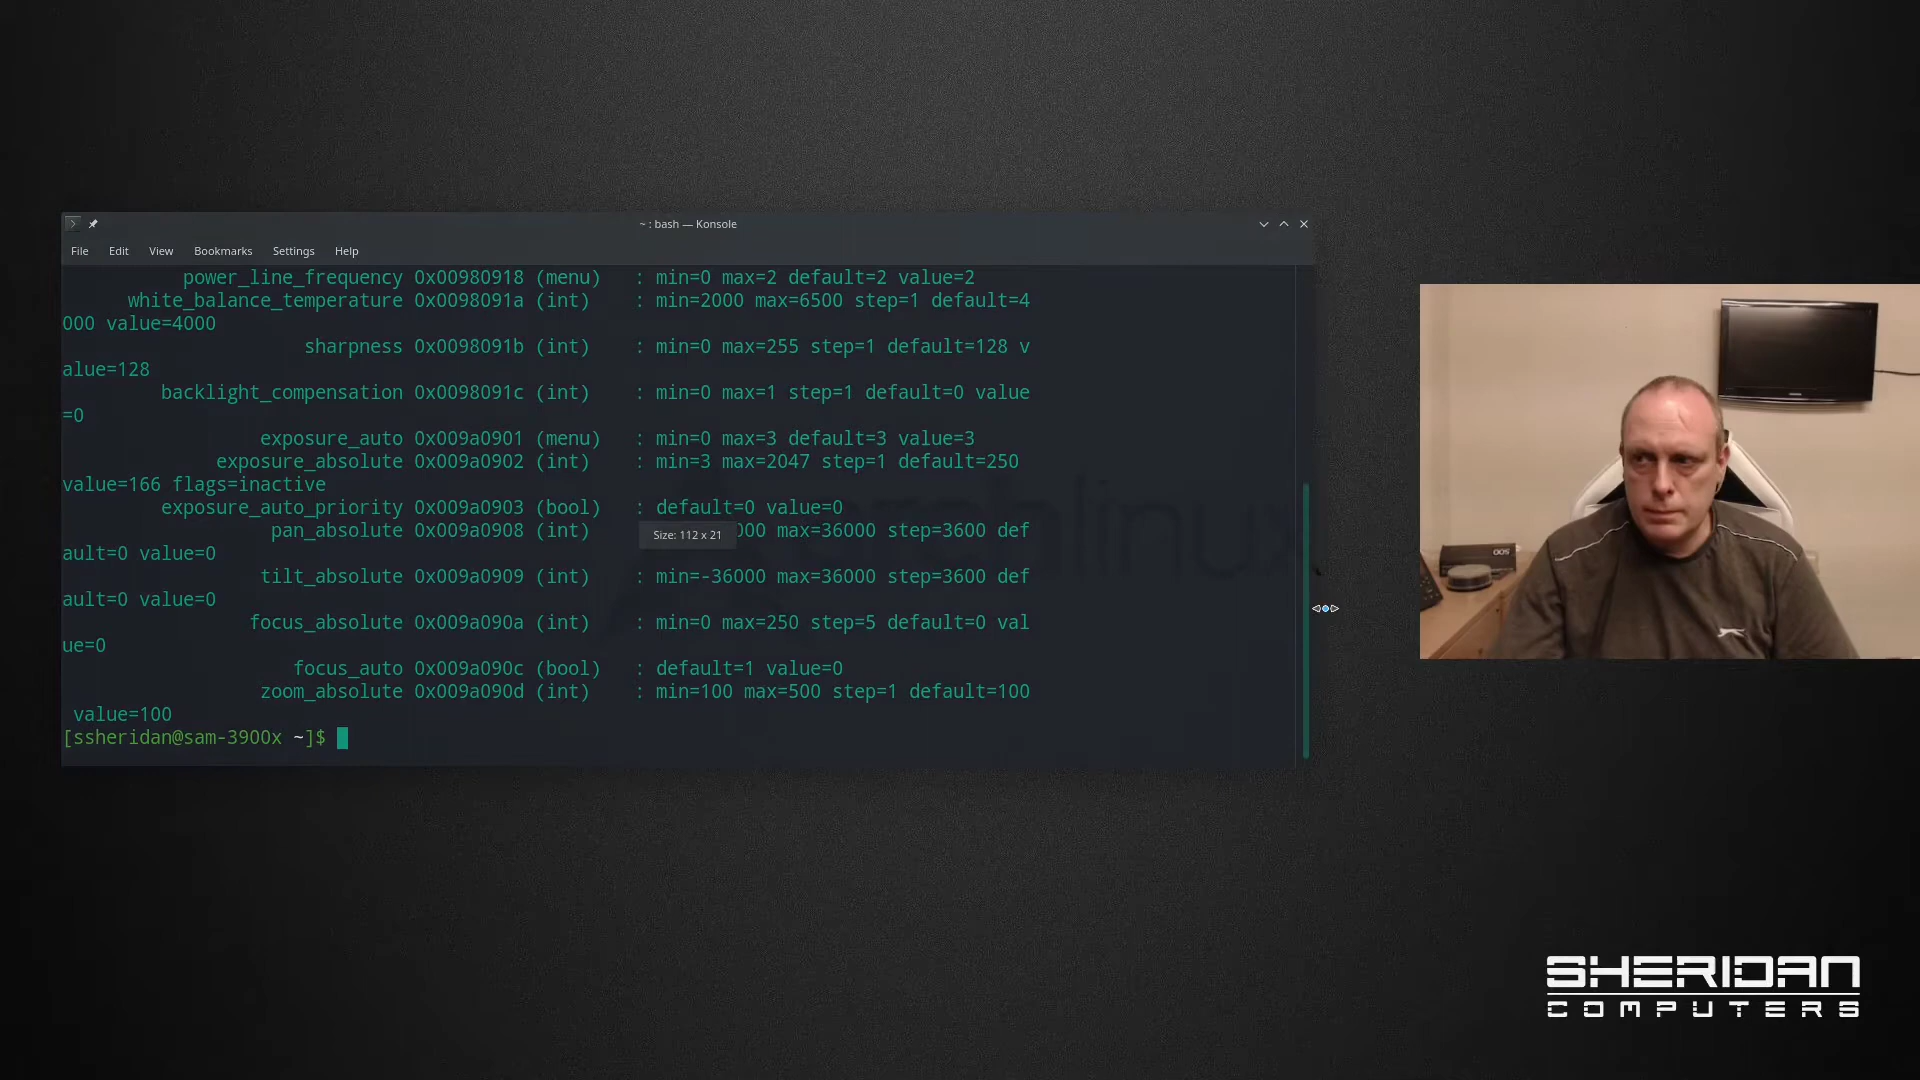 ~ : bash — Konsole
File Edit View Bookmarks Settings Help
power_line_frequency 0x00980918 (menu) : min=0 max=2 default=2 value=2
white_balance_temperature 0x0098091a (int) : min=2000 max=6500 step=1 default=4
000 value=4000
sharpness 0x0098091b (int) : min=0 max=255 step=1 default=128 v
alue=128
backlight_compensation 0x0098091c (int) : min=0 max=1 step=1 default=0 value
=0
exposure_auto 0x009a0901 (menu) : min=0 max=3 default=3 value=3
exposure_absolute 0x009a0902 (int) : min=3 max=2047 step=1 default=250
value=166 flags=inactive
exposure_auto_priority 0x009a0903 (bool) : default=0 value=0
pan_absolute 0x009a0908 (int) 000 max=36000 step=3600 def
Size: 112 x 21
ault=0 value=0
tilt_absolute 0x009a0909 (int) : min=-36000 max=36000 step=3600 def
ault=0 value=0
focus_absolute 0x009a090a (int) : min=0 max=250 step=5 default=0 val
ue=0
focus_auto 0x009a090c (bool) : default=1 value=0
zoom_absolute 0x009a090d (int) : min=100 max=500 step=1 default=100
value=100
[ssheridan@sam-3900x ~]$
SHERIDAN
COMPUTERS